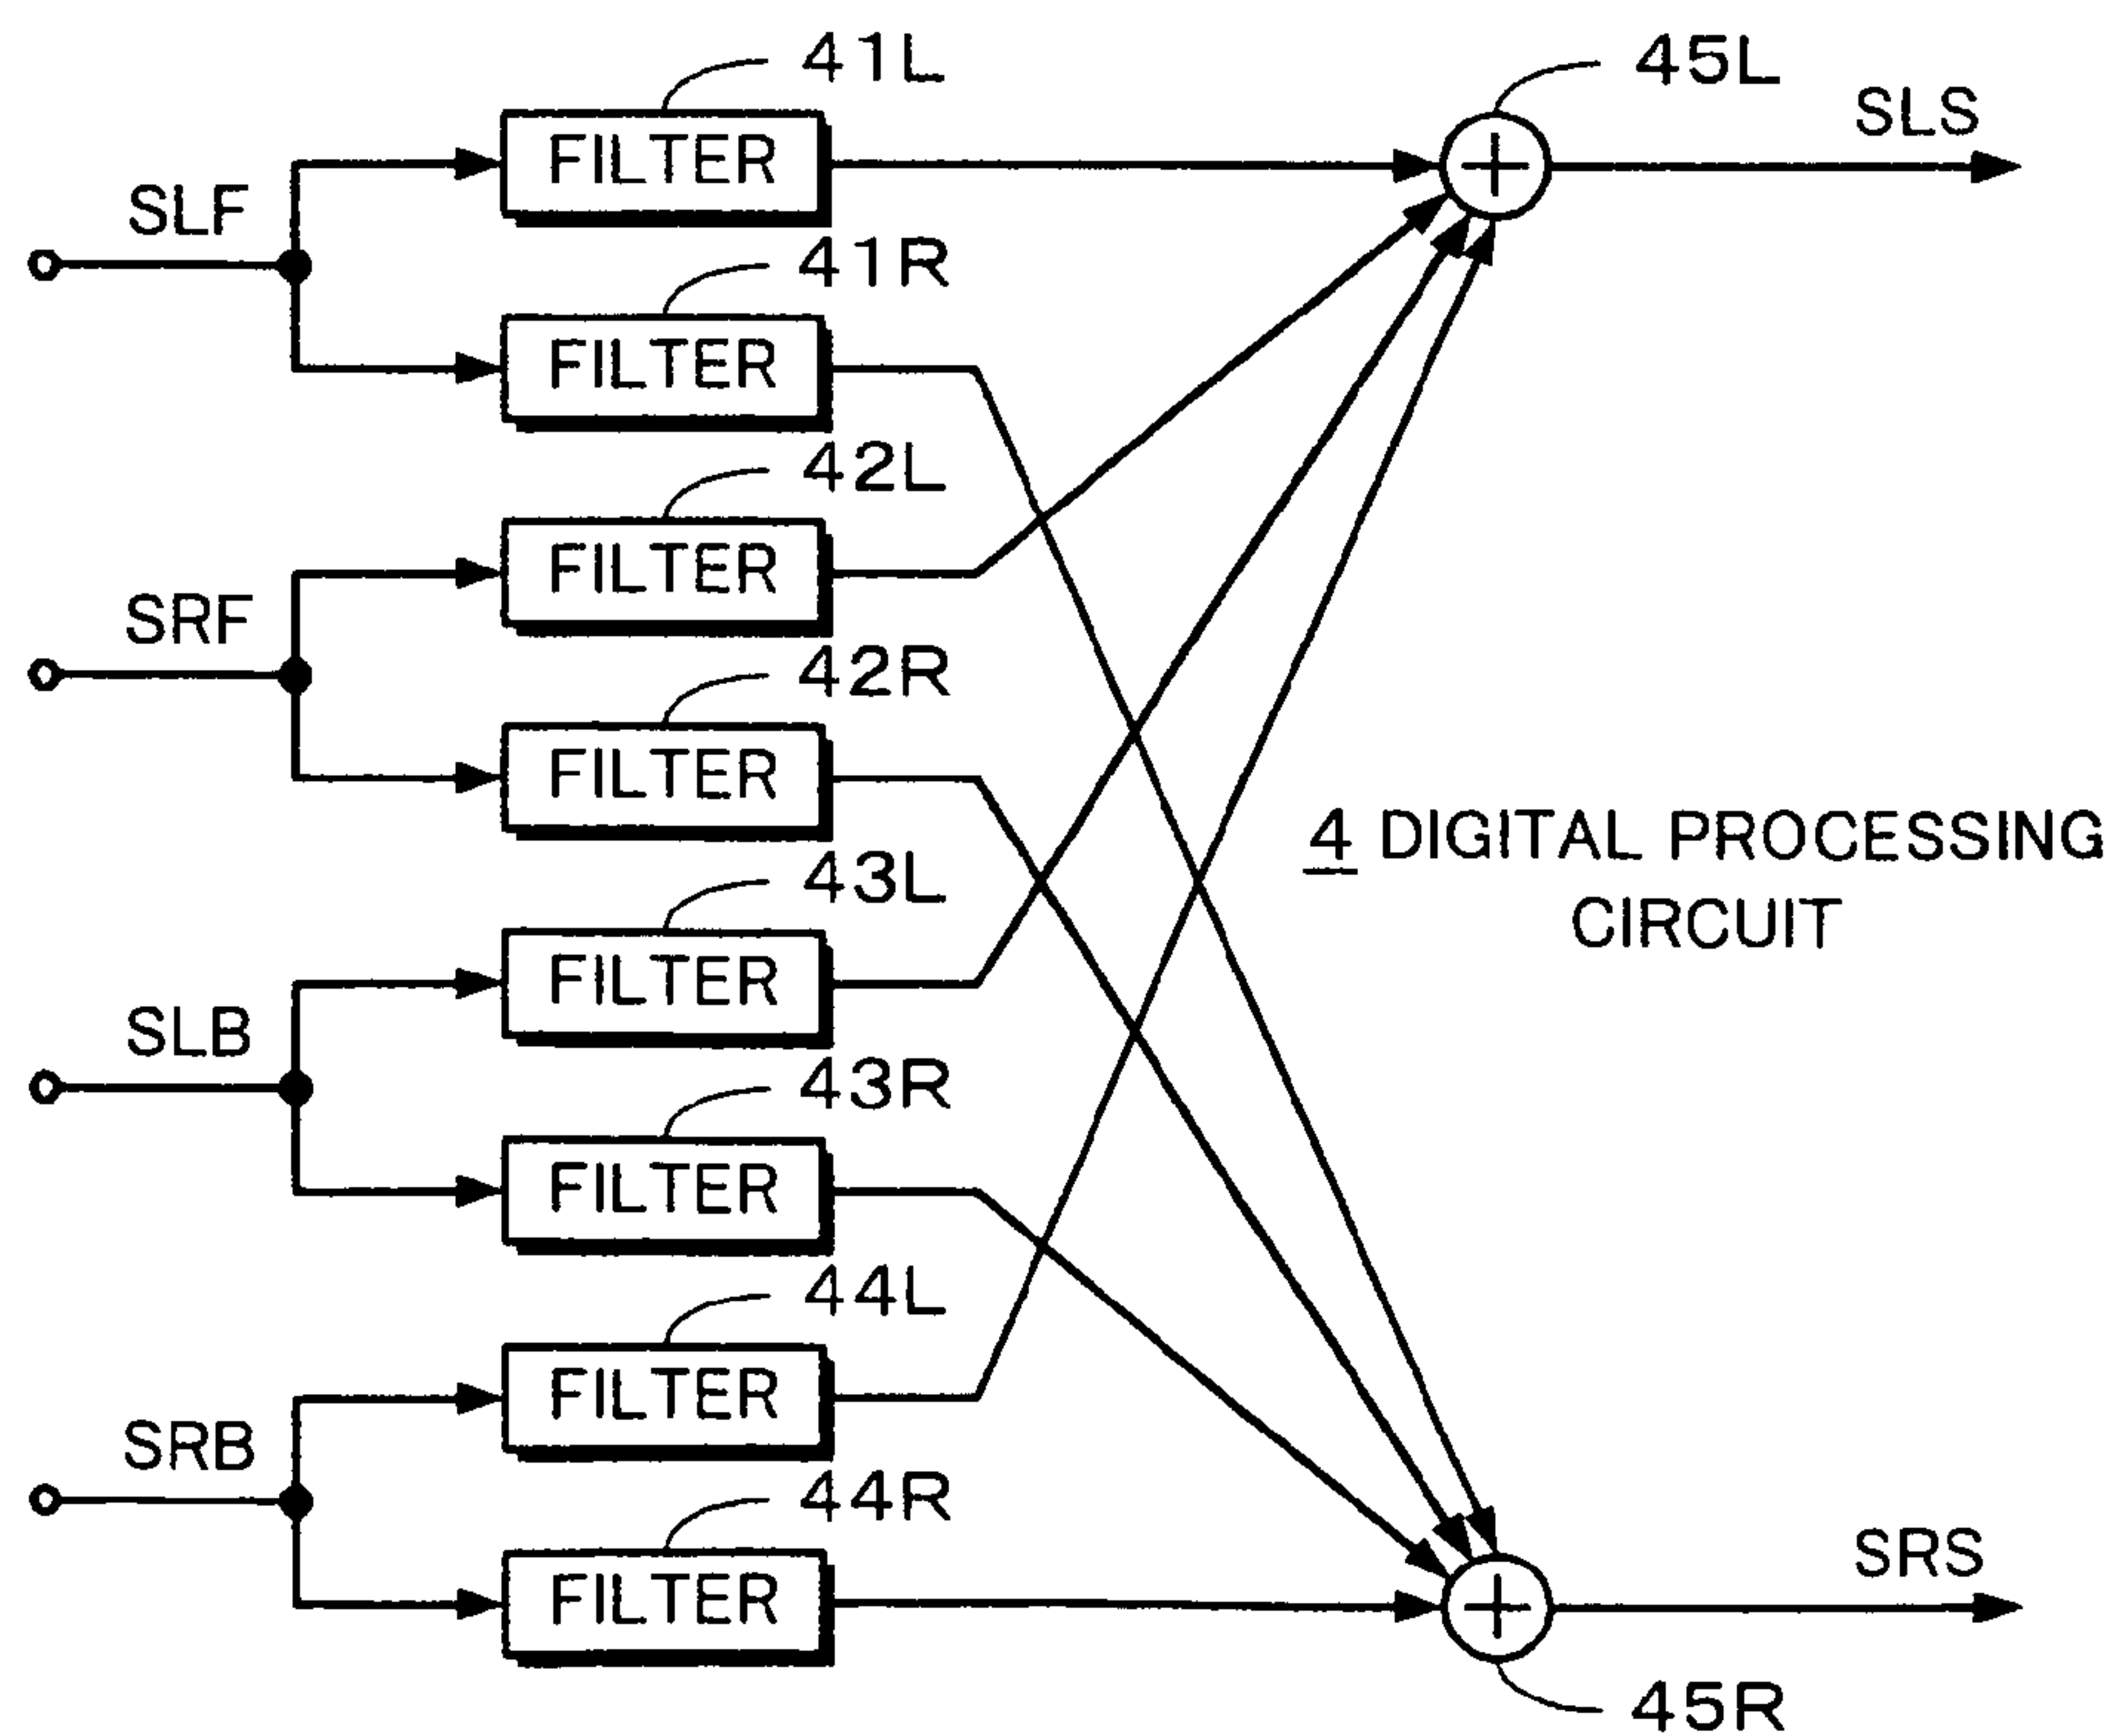 41L
45L
SLS
FILTER
SLF
41R
FILTER
42L
FILTER
SRF
42R
FILTER
4 DIGITAL PROCESSING
CIRCUIT
43L
FILTER
SLB
43R
FILTER
44L
FILTER
SRB
44R
FILTER
SRS
45R